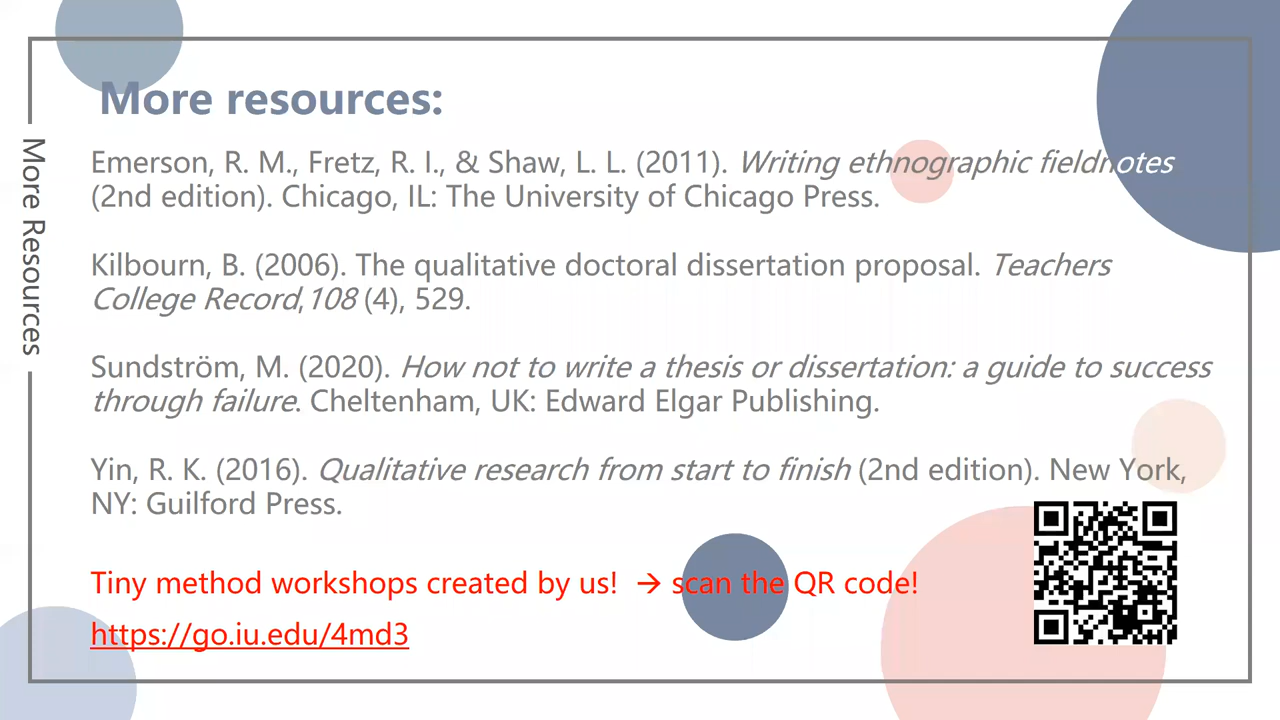 More resources:
More Resources
Emerson, R. M., Fretz, R. I., & Shaw, L. L. (2011). Writing ethnographic fieldnotes
(2nd edition). Chicago, IL: The University of Chicago Press.
Kilbourn, B. (2006). The qualitative doctoral dissertation proposal. Teachers
College Record, 108 (4), 529.
Sundström, M. (2020). How not to write a thesis or dissertation: a guide to success
through failure. Cheltenham, UK: Edward Elgar Publishing.
Yin, R. K. (2016). Qualitative research from start to finish (2nd edition). New York,
NY: Guilford Press.
Tiny method workshops created by us! → scan the QR code!
https://go.iu.edu/4md3